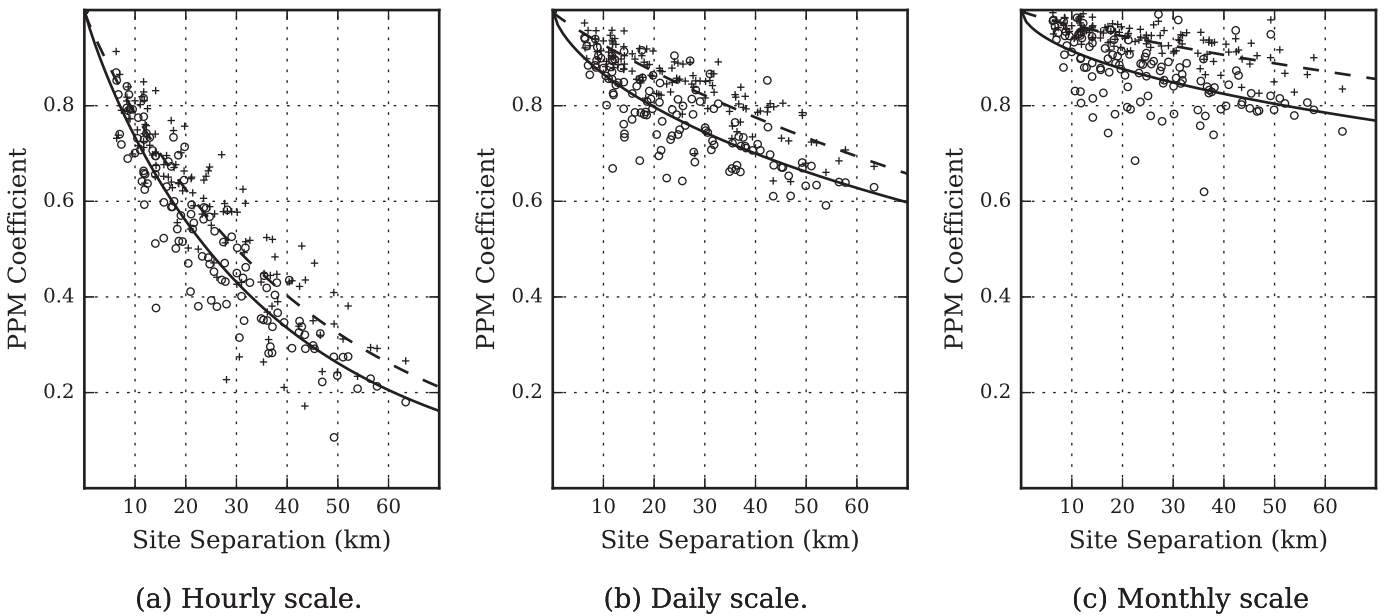 PPM Coefficient
0.8
0.6
0.4
0.2
10 20 30 40 50 60
Site Separation (km)
(a) Hourly scale.
PPM Coefficient
0.8
0.6
0.4
0.2
10 20 30 40 50 60
Site Separation (km)
(b) Daily scale.
PPM Coefficient
0.8
0.6
0.4
0.2
10 20 30 40 50 60
Site Separation (km)
(c) Monthly scale